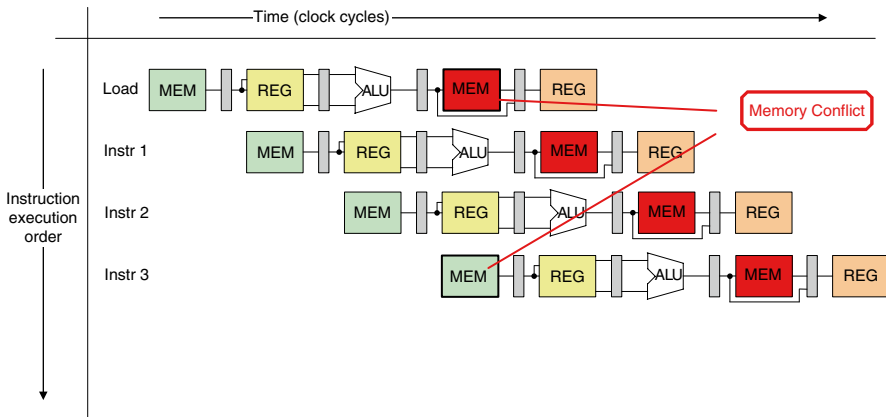 Time (clock cycles)
Load
MEM
REG
ALU
MEM
REG
Memory Conflict
Instr 1
MEM
REG
ALU
MEM
REG
Instruction
execution
order
Instr 2
MEM
REG
ALU
MEM
REG
Instr 3
MEM
REG
ALU
MEM
REG